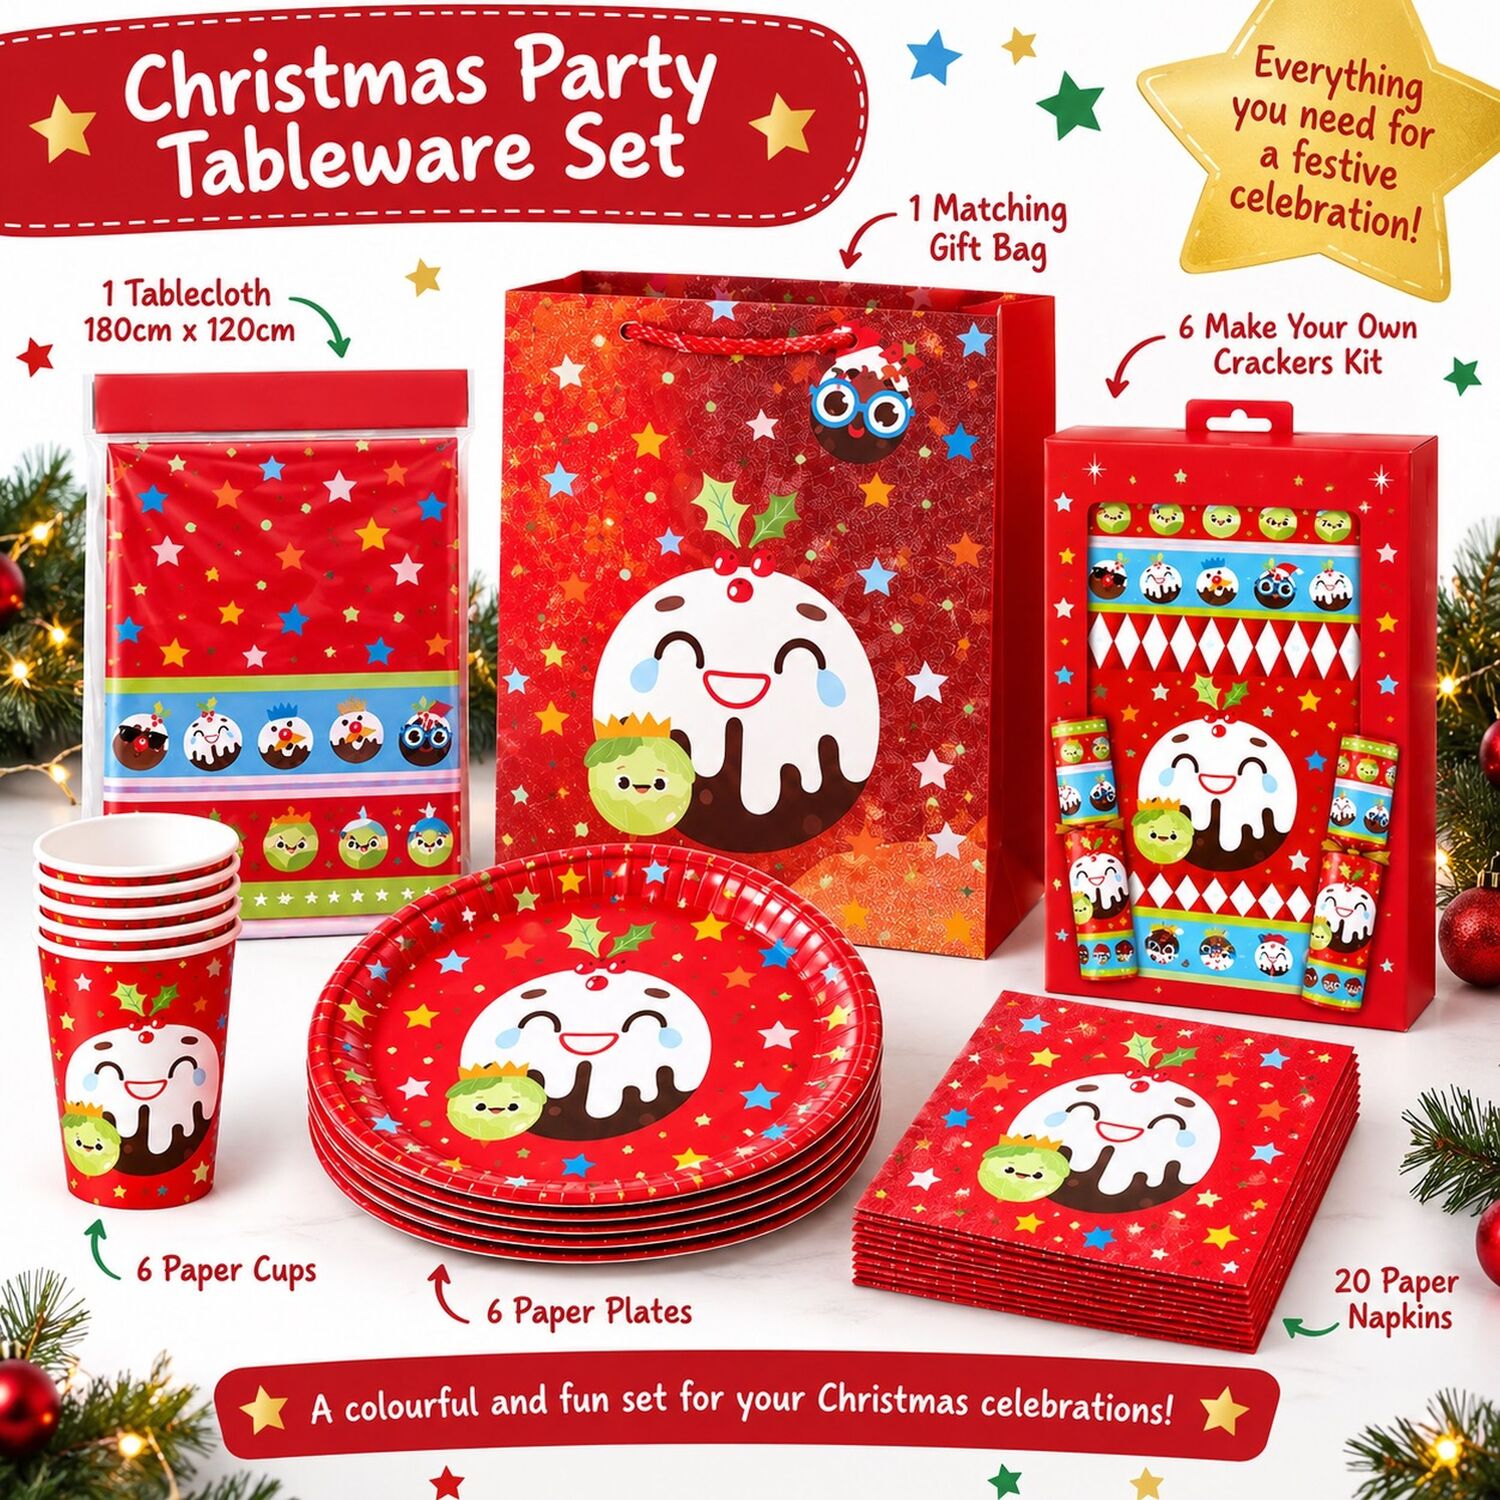 Christmas Party
Tableware Set
Everything
you need for
a festive
celebration!
1 Matching
Gift Bag
1 Tablecloth
180cm x 120cm
6 Make Your Own
Crackers Kit
6 Paper Cups
6 Paper Plates
20 Paper
Napkins
A colourful and fun set for your Christmas celebrations!